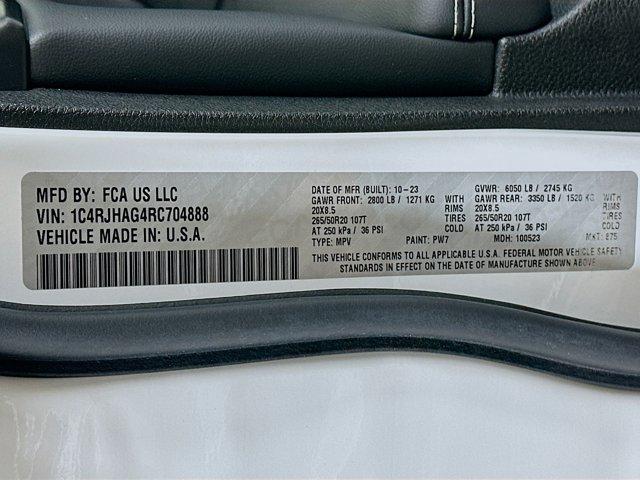 MFD BY: FCA US LLC
VIN: 1C4RJHAG4RC704888
VEHICLE MADE IN: U.S.A.
DATE OF MFR (BUILT): 10-23 GVWR: 6050 LB / 2745 KG
GAWR FRONT: 2800 LB / 1271 KG WITH GAWR REAR: 3350 LB / 1520 KG WITH
20X8.5 RIMS 20X8.5 RIMS
265/50R20 107T TIRES 265/50R20 107T TIRES
AT 250 kPa / 36 PSI COLD AT 250 kPa / 36 PSI COLD
TYPE: MPV PAINT: PW7 MDH: 100523 MKT: 875
THIS VEHICLE CONFORMS TO ALL APPLICABLE U.S.A. FEDERAL MOTOR VEHICLE SAFETY
STANDARDS IN EFFECT ON THE DATE OF MANUFACTURE SHOWN ABOVE